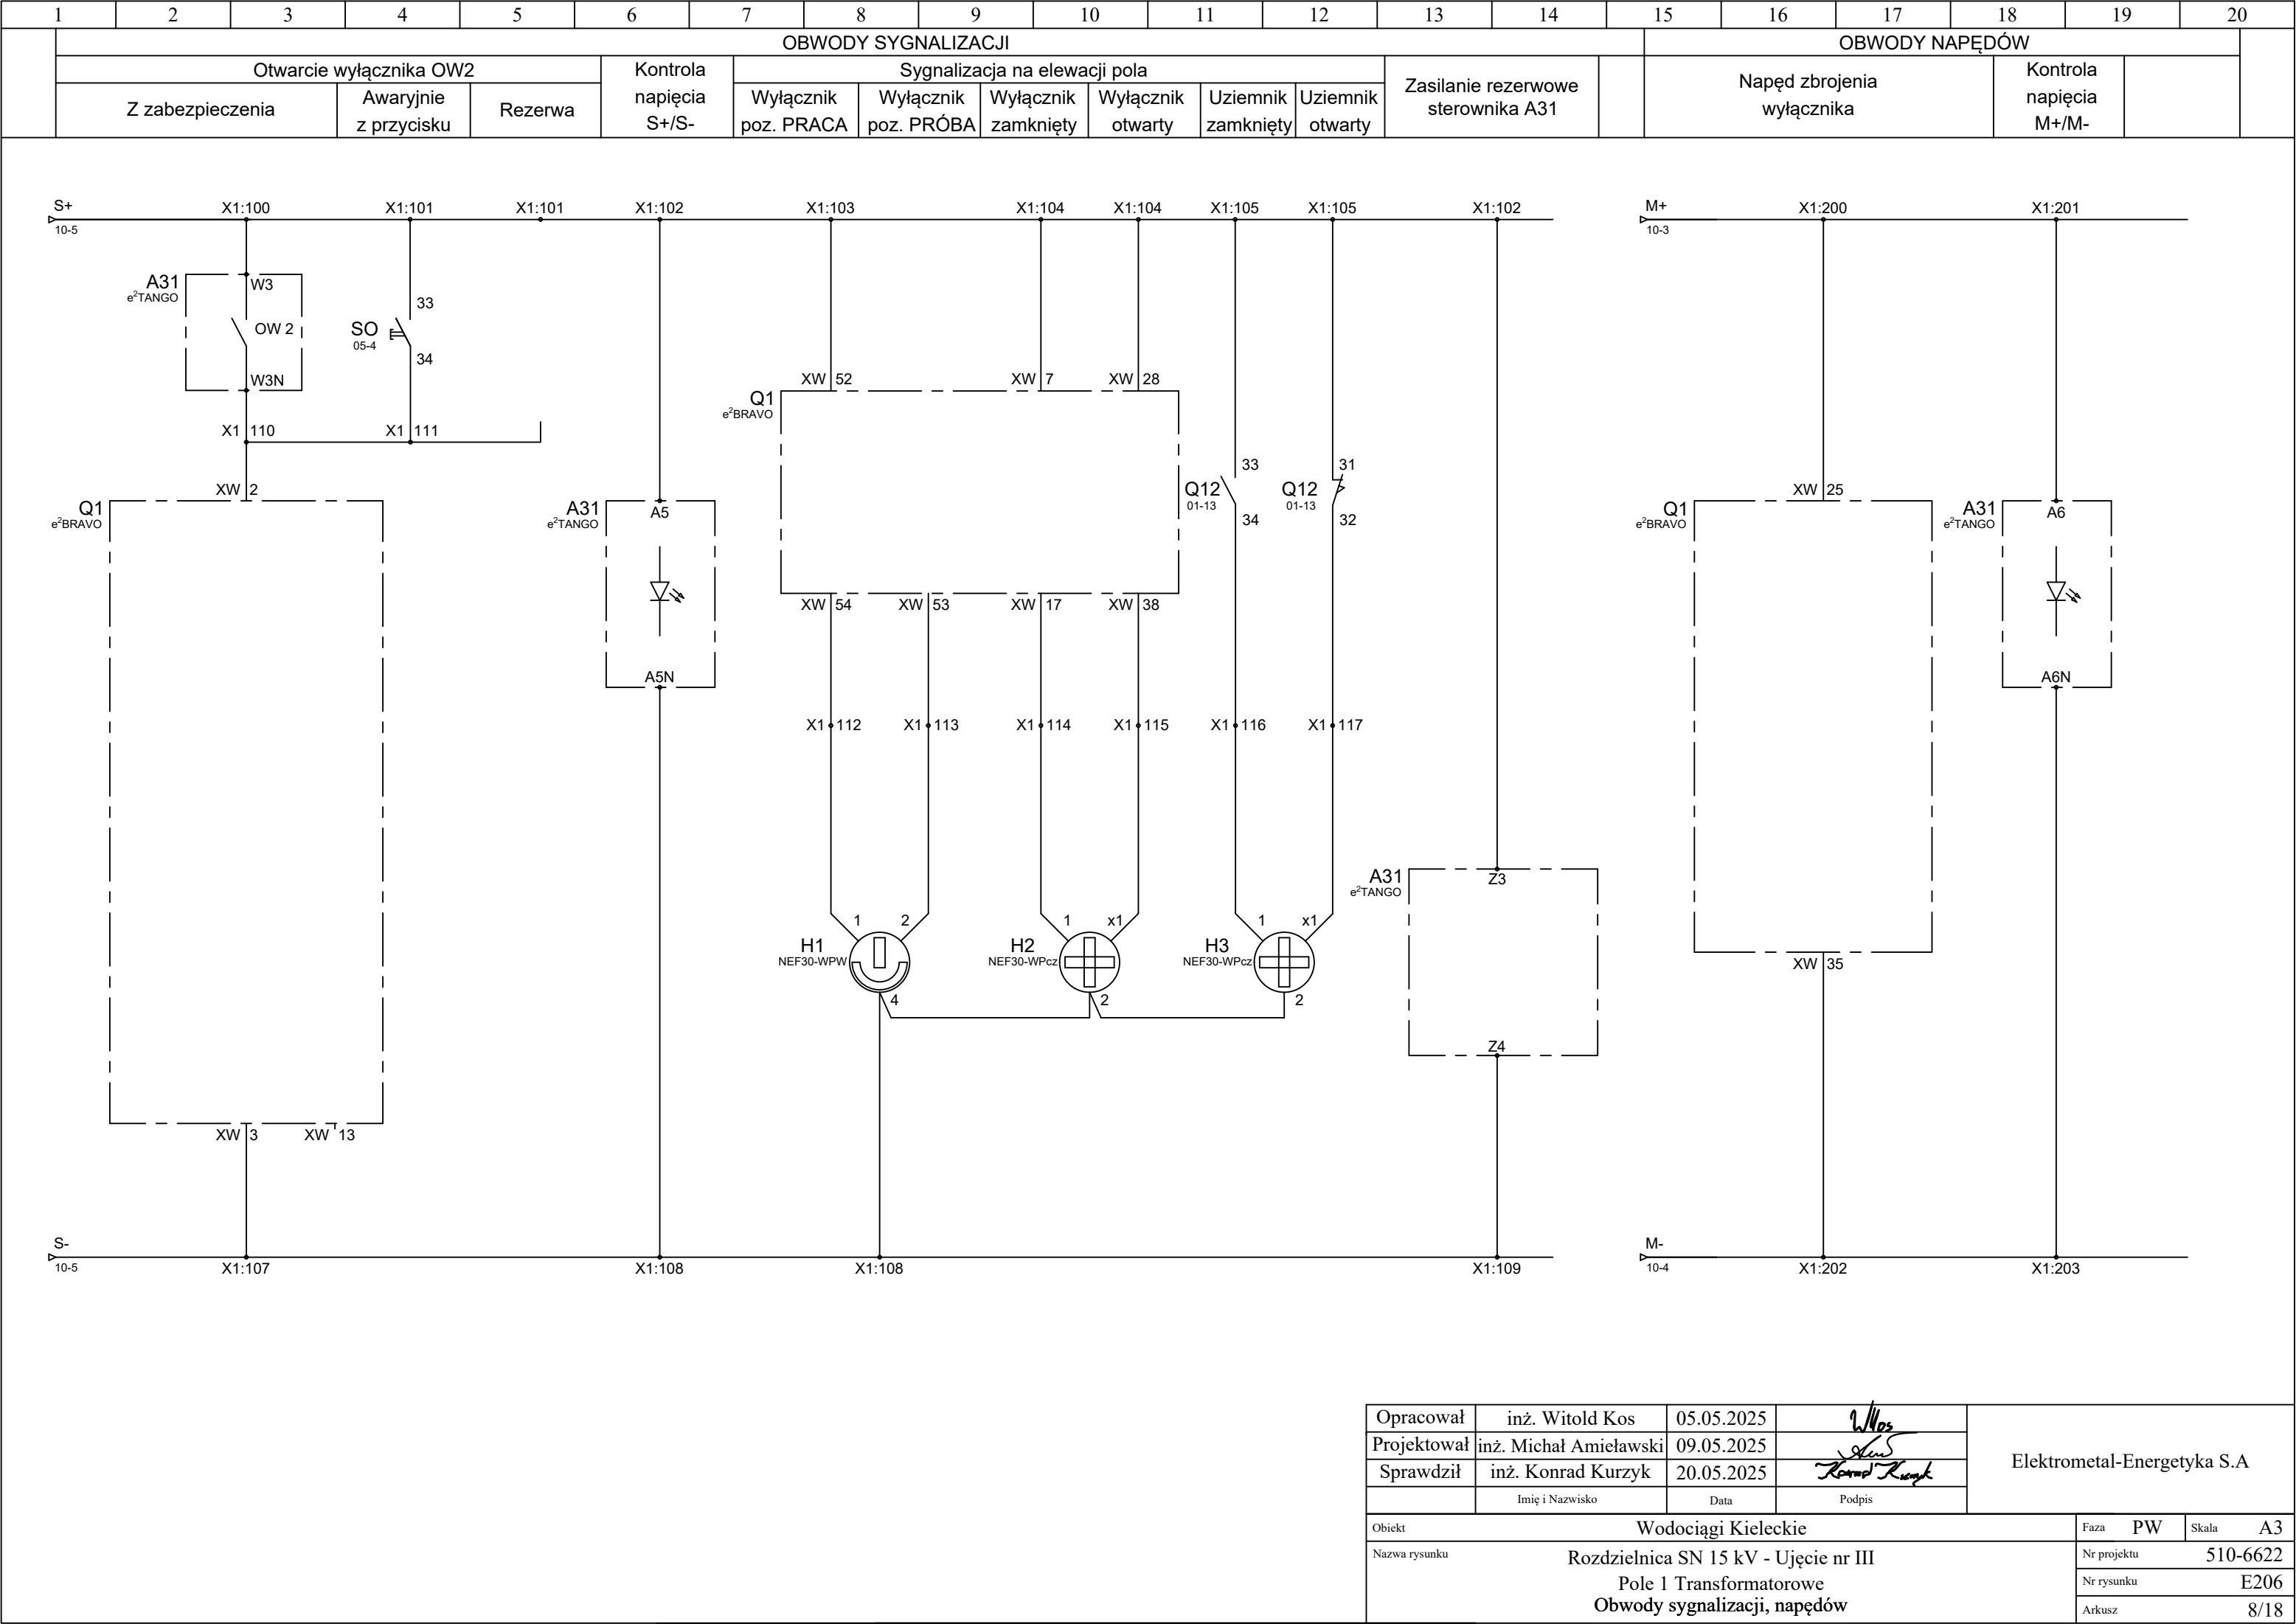 1 2 3 4 5 6 7 8 9 10 11 12 13 14 15 16 17 18 19 20
OBWODY SYGNALIZACJI OBWODY NAPĘDÓW
Otwarcie wyłącznika OW2
Z zabezpieczenia
Awaryjnie
z przycisku
Rezerwa
Kontrola
napięcia
S+/S-
Sygnalizacja na elewacji pola
Wyłącznik
poz. PRACA
Wyłącznik
poz. PRÓBA
Wyłącznik
zamknięty
Wyłącznik
otwarty
Uziemnik
zamknięty
Uziemnik
otwarty
Zasilanie rezerwowe
sterownika A31
Napęd zbrojenia
wyłącznika
Kontrola
napięcia
M+/M-
S+ X1:100 X1:101 X1:101 X1:102 X1:103 X1:104 X1:104 X1:105 X1:105 X1:102 M+ X1:200 X1:201
10-5 10-3
A31
e²TANGO
W3
OW 2
W3N
SO
05-4
33
34
X1 110 X1 111
XW 2
Q1
e²BRAVO
XW 3 XW 13
A31
e²TANGO
A5
A5N
XW 52 XW 7 XW 28
Q1
e²BRAVO
XW 54 XW 53 XW 17 XW 38
Q12
01-13
33
34
Q12
01-13
31
32
X1 112 X1 113 X1 114 X1 115 X1 116 X1 117
1 2
H1
NEF30-WPW
4
1 x1
H2
NEF30-WPcz
2
1 x1
H3
NEF30-WPcz
2
A31
e²TANGO
Z3
Z4
XW 25
Q1
e²BRAVO
XW 35
A31
e²TANGO
A6
A6N
S- M-
10-5 X1:107 X1:108 X1:108 X1:109 10-4 X1:202 X1:203
Opracował inż. Witold Kos 05.05.2025 WKos
Projektował inż. Michał Amieławski 09.05.2025
Sprawdził inż. Konrad Kurzyk 20.05.2025 Konrad Kurzyk
Imię i Nazwisko Data Podpis
Elektrometal-Energetyka S.A
Obiekt Wodociągi Kieleckie Faza PW Skala A3
Nazwa rysunku Rozdzielnica SN 15 kV - Ujęcie nr III
Pole 1 Transformatorowe
Obwody sygnalizacji, napędów
Nr projektu 510-6622
Nr rysunku E206
Arkusz 8/18